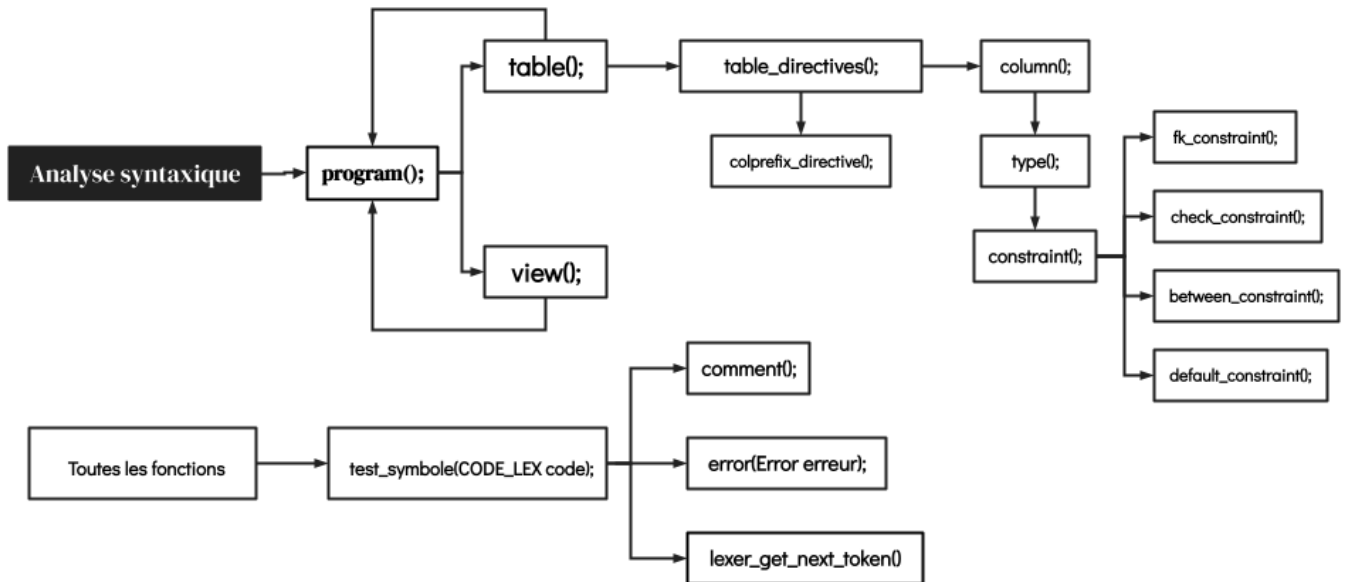 table();
table_directives();
column();
fk_constraint();
Analyse syntaxique
program();
colprefix_directive();
type();
check_constraint();
view();
constraint();
between_constraint();
comment();
default_constraint();
Toutes les fonctions
test_symbole(CODE_LEX code);
error(Error erreur);
lexer_get_next_token()